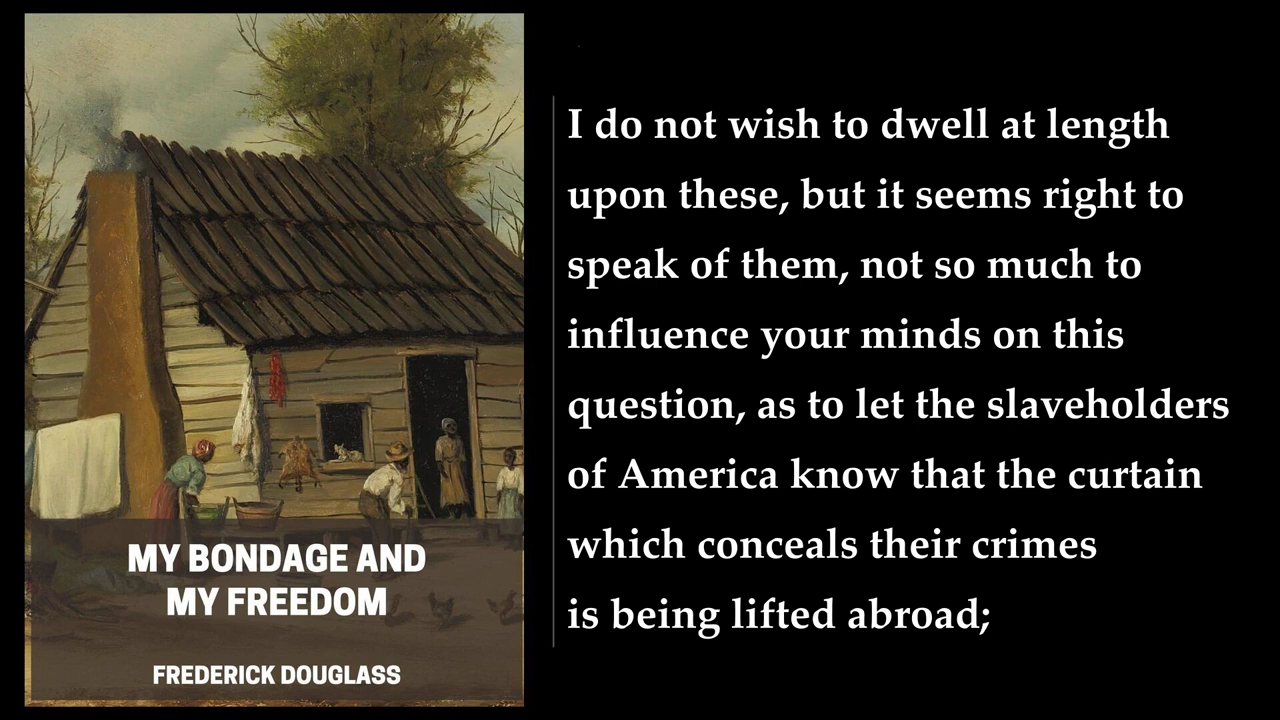 MY BONDAGE AND
MY FREEDOM
FREDERICK DOUGLASS
I do not wish to dwell at length
upon these, but it seems right to
speak of them, not so much to
influence your minds on this
question, as to let the slaveholders
of America know that the curtain
which conceals their crimes
is being lifted abroad;